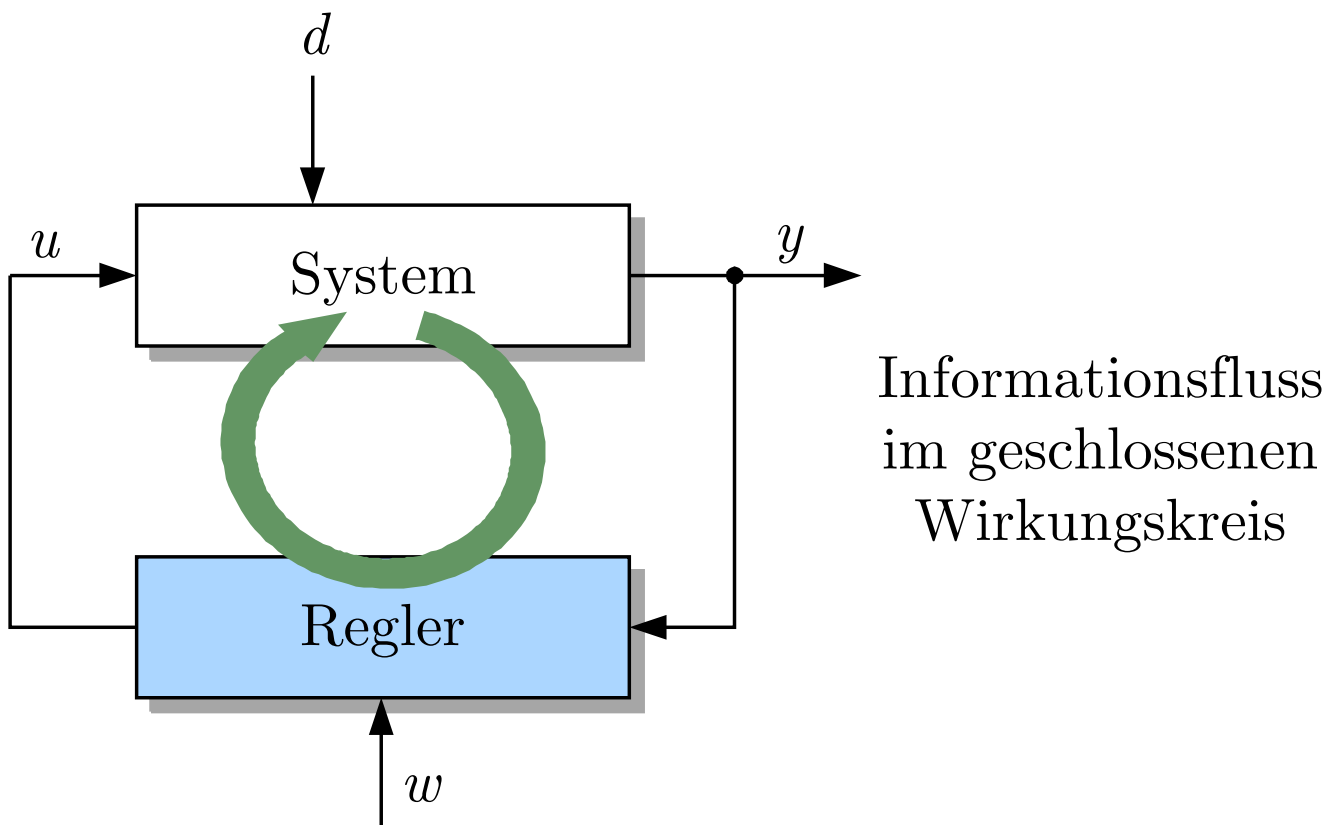 d
u
System
y
Informationsfluss
im geschlossenen
Wirkungskreis
Regler
w